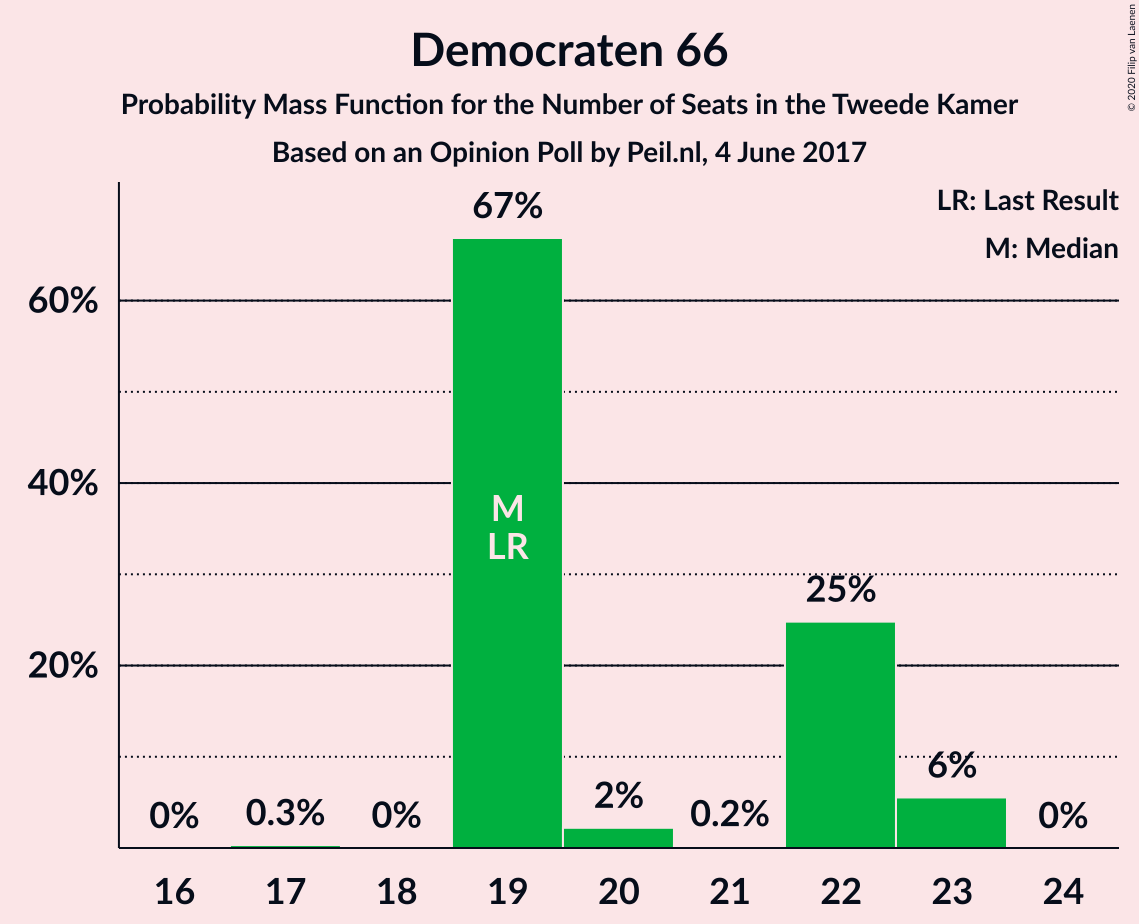 Democraten 66
Probability Mass Function for the Number of Seats in the Tweede Kamer
Based on an Opinion Poll by Peil.nl, 4 June 2017
© 2020 Filip van Laenen
LR: Last Result
M: Median
60%
40%
20%
0%
0.3%
0%
67%
M
LR
2%
0.2%
25%
6%
0%
16 17 18 19 20 21 22 23 24